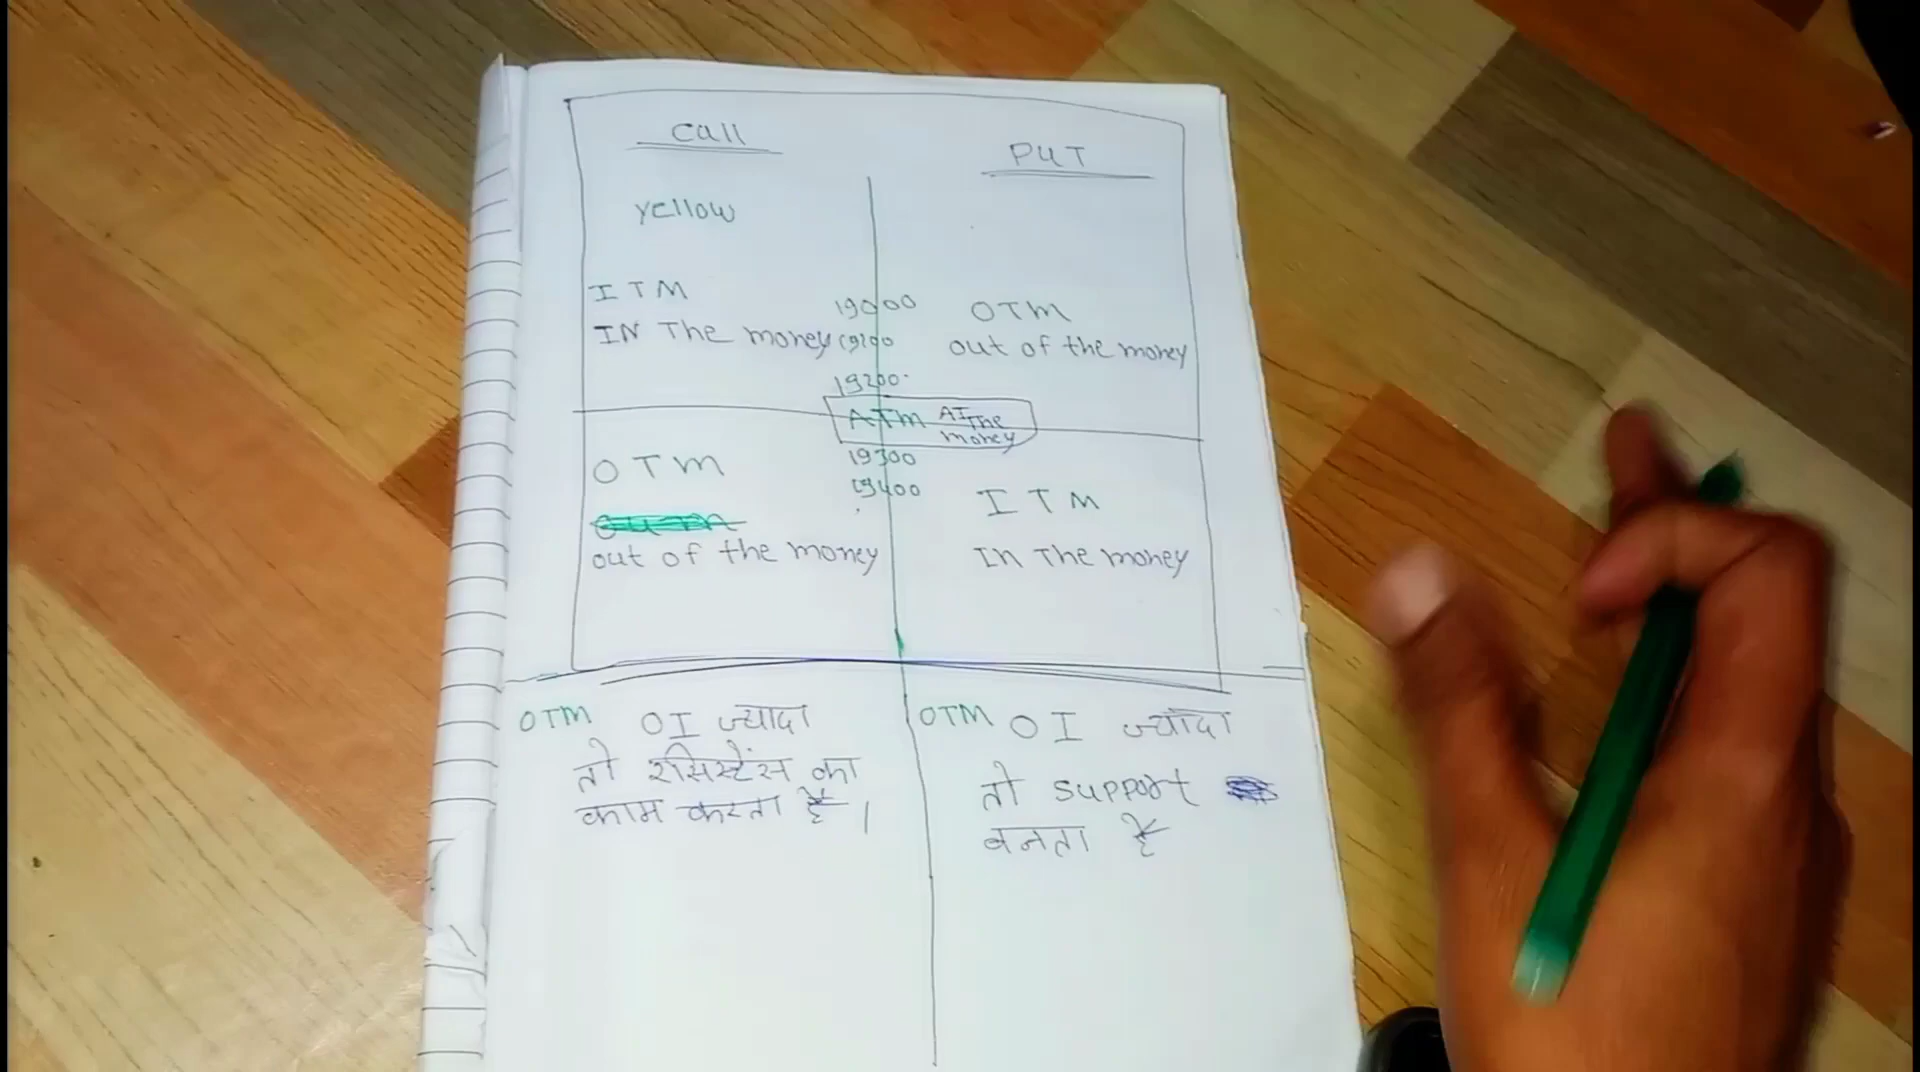 Call
PUT
yellow
ITM
19000
OTM
IN The money
19100
out of the money
19200
ATM AT The money
OTM
19300
19400
ITM
out of the money
In The money
OTM OI ज्यादा
तो रसिस्टेंस का
काम करता है।
OTM OI ज्यादा
तो support
बनता है